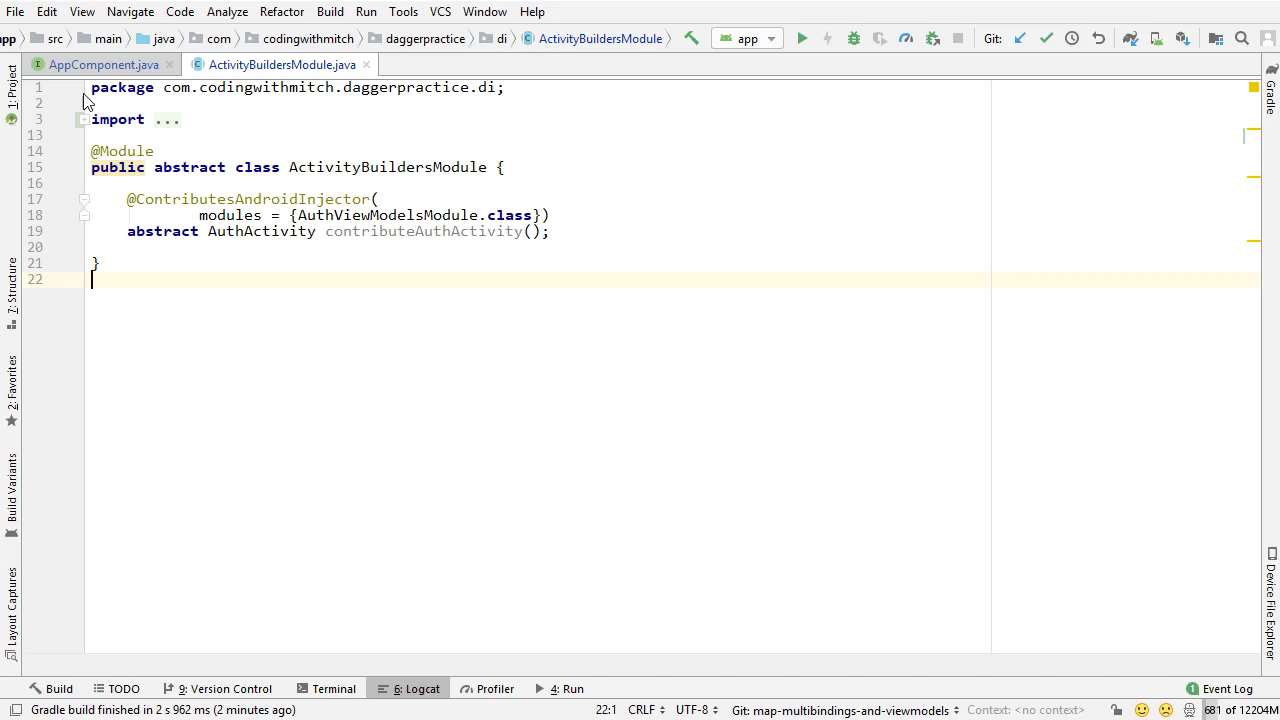 File Edit View Navigate Code Analyze Refactor Build Run Tools VCS Window Help
app src main java com codingwithmitch daggerpractice di ActivityBuildersModule app Git:
AppComponent.java ActivityBuildersModule.java
1 package com.codingwithmitch.daggerpractice.di;
2
3 import ...
13
14 @Module
15 public abstract class ActivityBuildersModule {
16
17 @ContributesAndroidInjector(
18 modules = {AuthViewModelsModule.class})
19 abstract AuthActivity contributeAuthActivity();
20
21 }
22
1: Project
7: Structure
2: Favorites
Build Variants
Layout Captures
Gradle
Device File Explorer
Build TODO 9: Version Control Terminal 6: Logcat Profiler 4: Run 1 Event Log
Gradle build finished in 2 s 962 ms (2 minutes ago) 22:1 CRLF UTF-8 Git: map-multibindings-and-viewmodels Context: <no context> 681 of 12204M